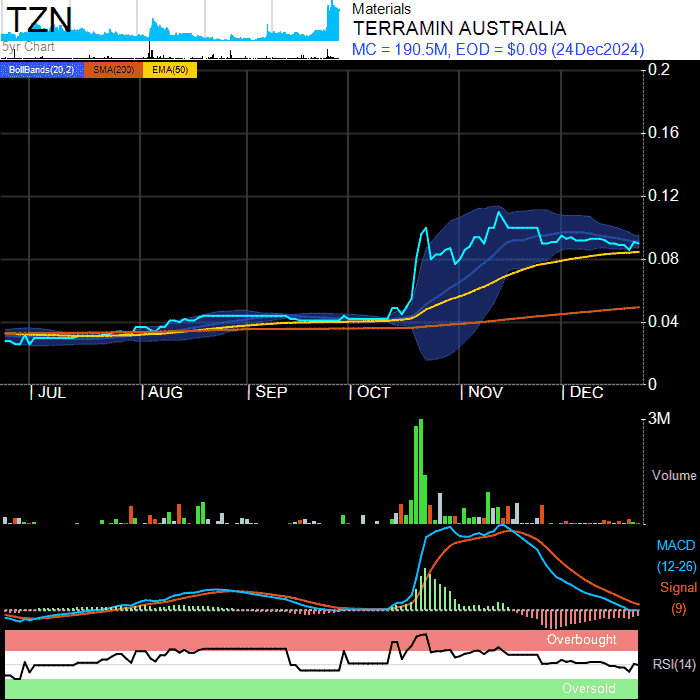 TZN
5yr Chart
Materials
TERRAMIN AUSTRALIA
MC = 190.5M, EOD = $0.09 (24Dec2024)
BollBands(20,2) SMA(200) EMA(50)
0.2
0.16
0.12
0.08
0.04
0
JUL AUG SEP OCT NOV DEC
3M
Volume
MACD
(12-26)
Signal
(9)
Overbought
RSI(14)
Oversold